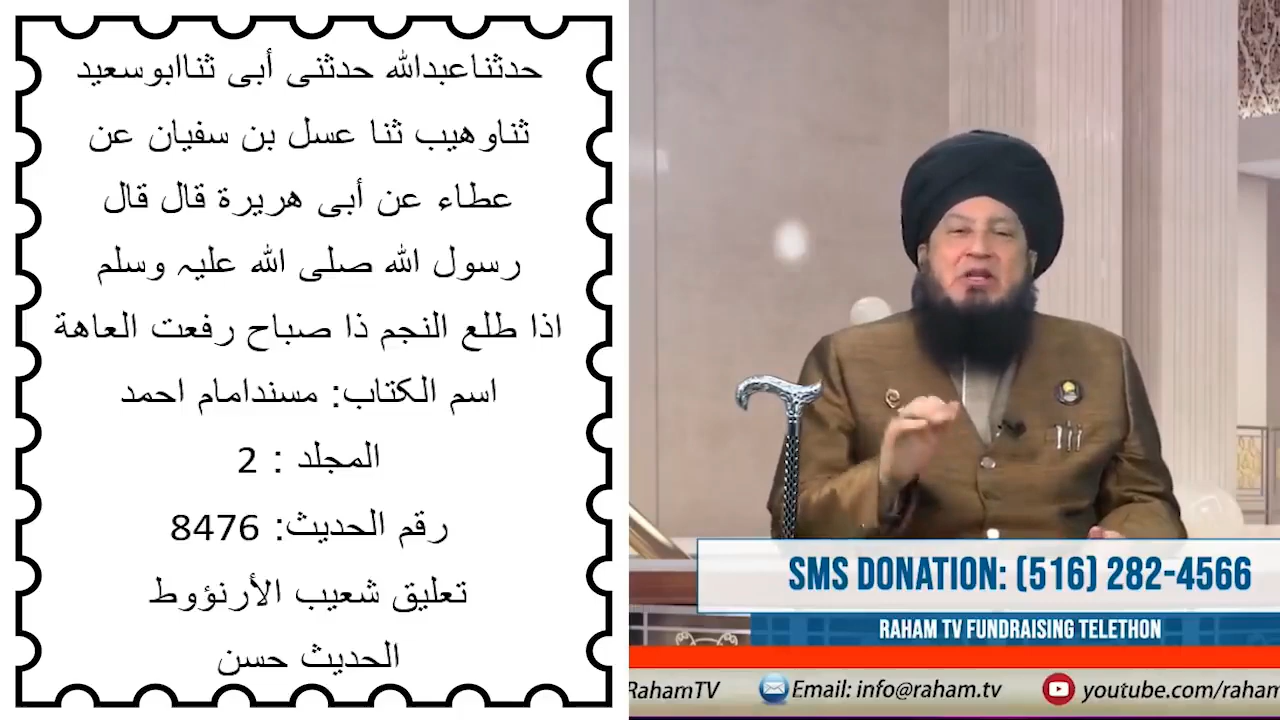 حدثناعبدالله حدثنى أبى ثناابوسعيد
ثناوهيب ثنا عسل بن سفيان عن
عطاء عن أبى هريرة قال قال
رسول الله صلى الله عليہ وسلم
اذا طلع النجم ذا صباح رفعت العاهة
اسم الكتاب: مسندامام احمد
المجلد : 2
رقم الحديث: 8476
تعليق شعيب الأرنؤوط
الحديث حسن
SMS DONATION: (516) 282-4566
RAHAM TV FUNDRAISING TELETHON
RahamTV Email: info@raham.tv youtube.com/raham